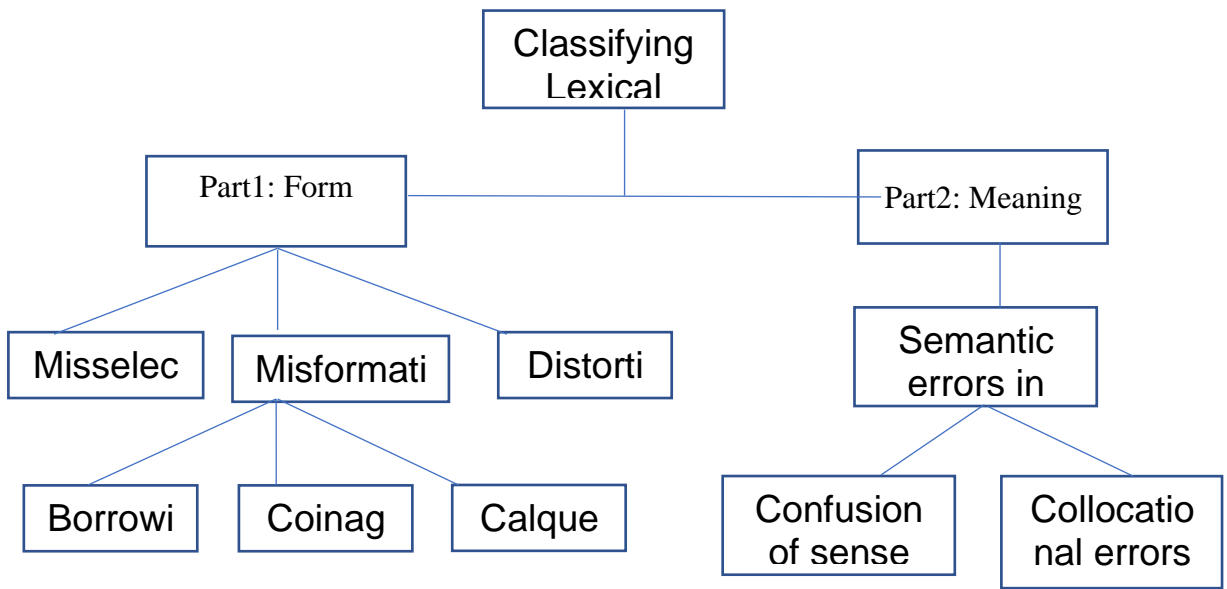 Classifying
Lexical
Part1: Form
Part2: Meaning
Misselec
Misformati
Distorti
Semantic
errors in
Borrowi
Coinag
Calque
Confusion
of sense
Collocatio
nal errors